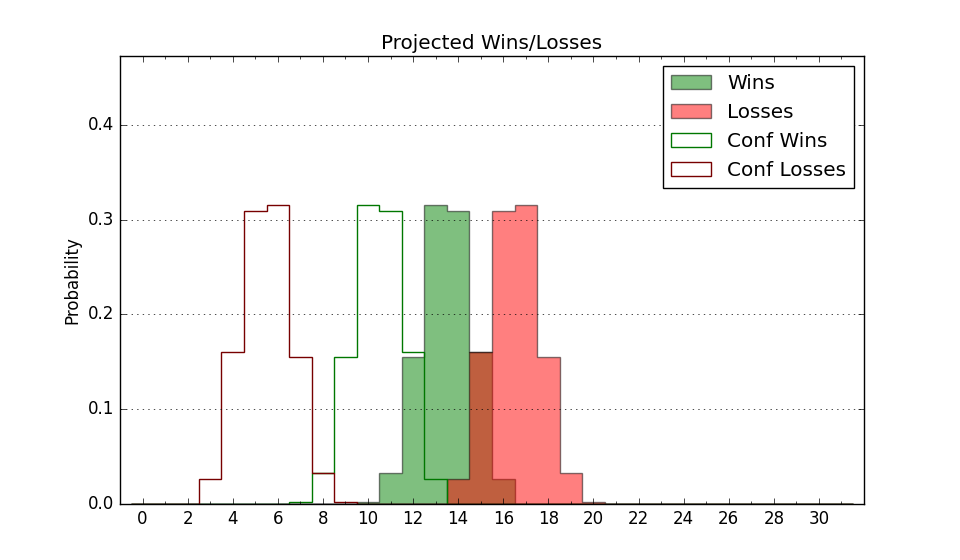 Projected Wins/Losses
Wins
Losses
Conf Wins
Conf Losses
Probability
0.4
0.3
0.2
0.1
0.0
0 2 4 6 8 10 12 14 16 18 20 22 24 26 28 30